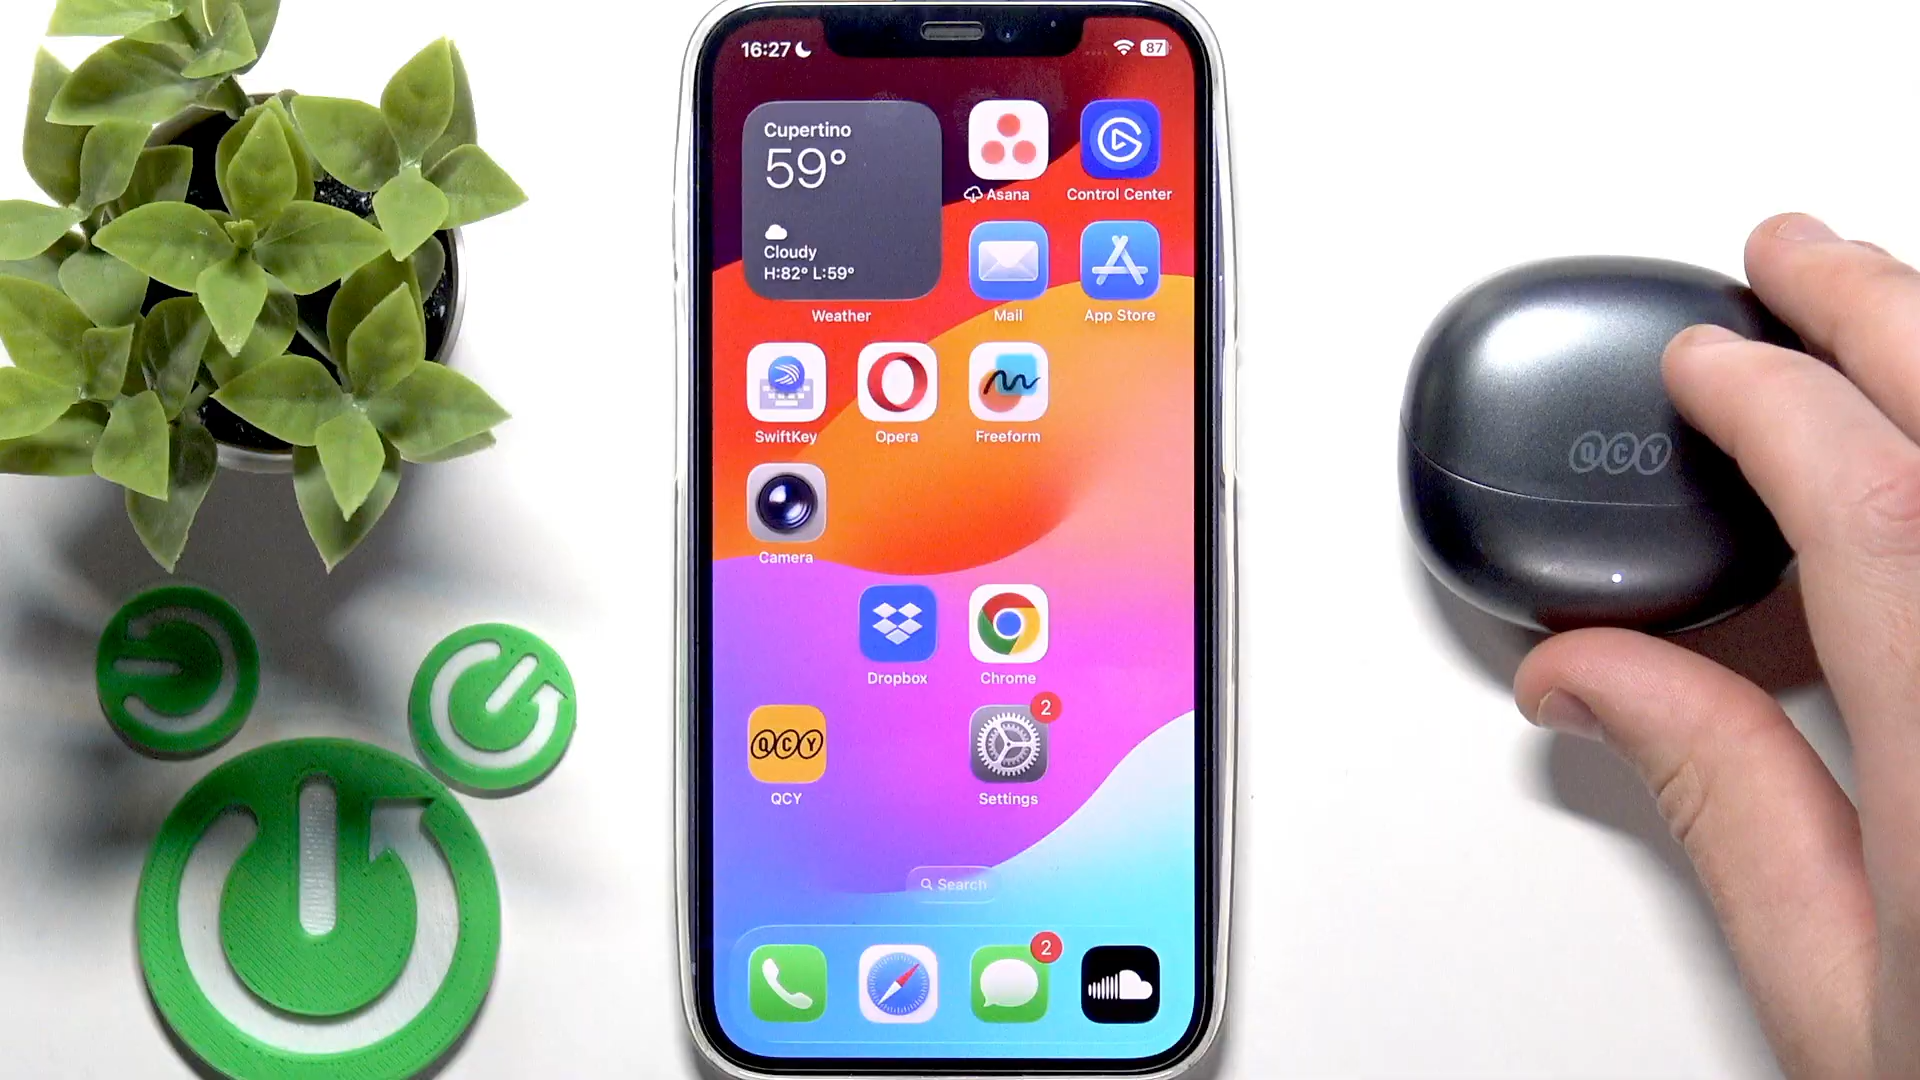 16:27
87
Cupertino
59°
Cloudy
H:82° L:59°
Weather
Asana
Control Center
Mail
App Store
SwiftKey
Opera
Freeform
Camera
Dropbox
Chrome
QCY
QCY
2
Settings
Search
2
QCY